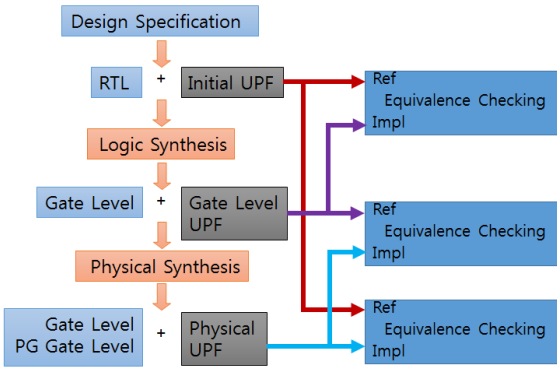 Design Specification
RTL + Initial UPF
Logic Synthesis
Gate Level + Gate Level
UPF
Physical Synthesis
Gate Level
PG Gate Level + Physical
UPF
Ref
Equivalence Checking
Impl
Ref
Equivalence Checking
Impl
Ref
Equivalence Checking
Impl